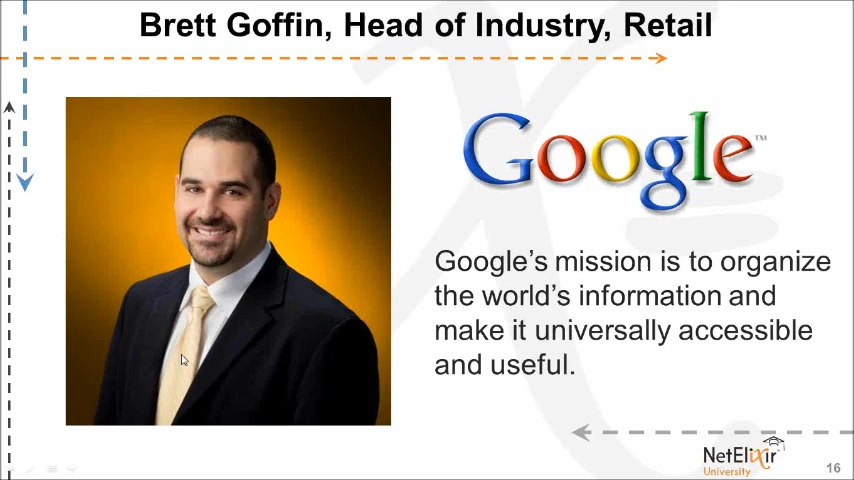 Brett Goffin, Head of Industry, Retail
Google™
Google’s mission is to organize
the world’s information and
make it universally accessible
and useful.
NetElixir
University
16